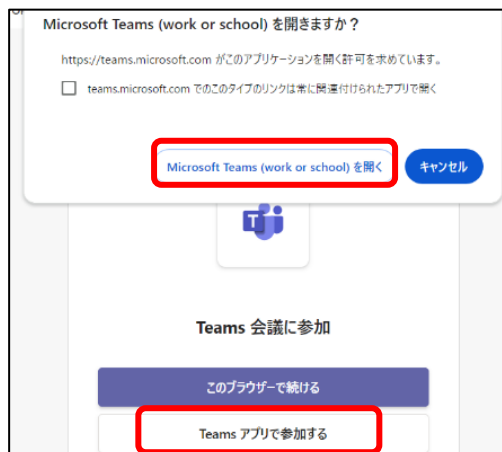 Microsoft Teams (work or school) を開きますか？
https://teams.microsoft.com がこのアプリケーションを開く許可を求めています。
teams.microsoft.com でのこのタイプのリンクは常に関連付けられたアプリで開く
Microsoft Teams (work or school) を開く
キャンセル
Teams 会議に参加
このブラウザーで続ける
Teams アプリで参加する